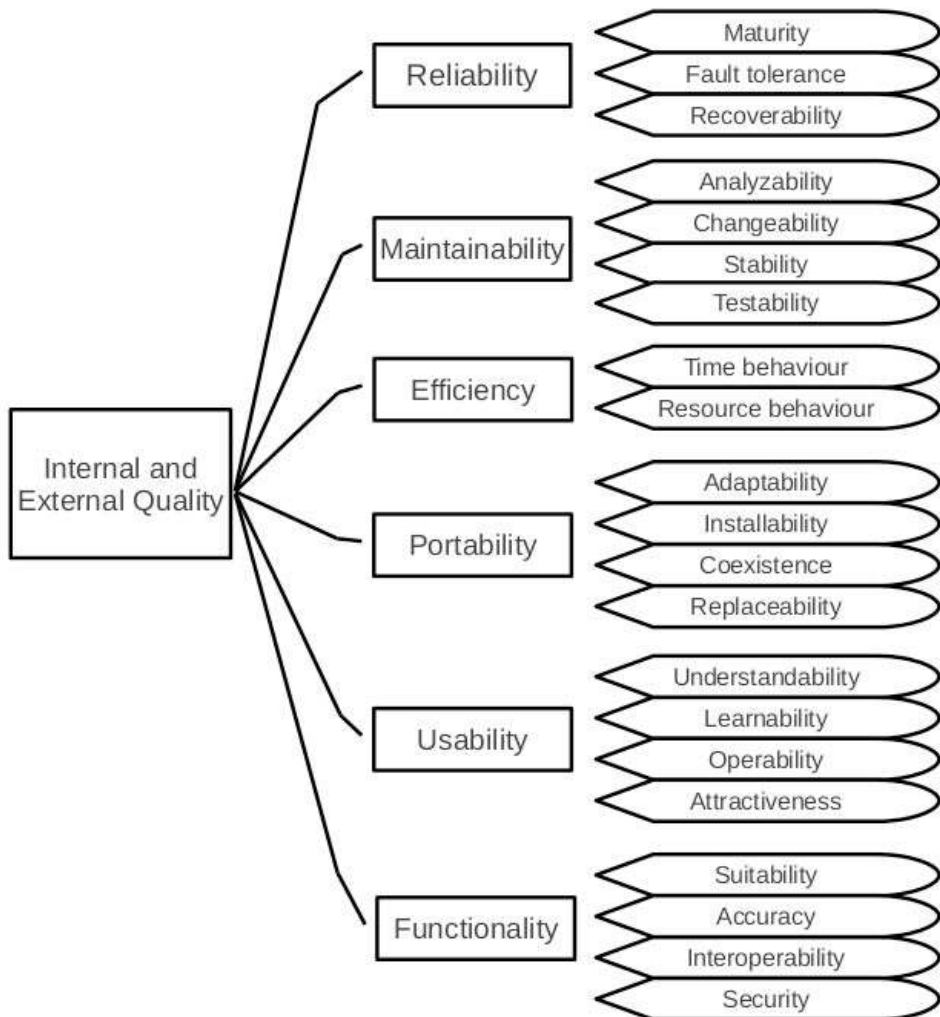 Internal and
External Quality
Reliability
Maturity
Fault tolerance
Recoverability
Maintainability
Analyzability
Changeability
Stability
Testability
Efficiency
Time behaviour
Resource behaviour
Portability
Adaptability
Installability
Coexistence
Replaceability
Usability
Understandability
Learnability
Operability
Attractiveness
Functionality
Suitability
Accuracy
Interoperability
Security